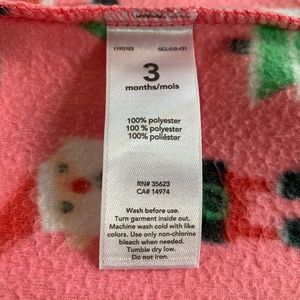 119G103 GCL-010-431
3
months/mois
100% polyester
100 % polyester
100% poliéster
RN# 35623
CA# 14974
Wash before use.
Turn garment inside out.
Machine wash cold with like
colors. Use only non-chlorine
bleach when needed.
Tumble dry low.
Do not iron.